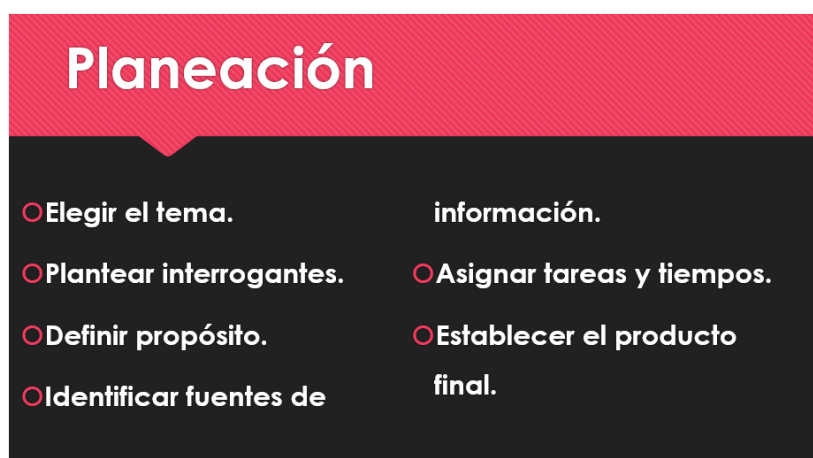 Planeación
Elegir el tema.
Plantear interrogantes.
Definir propósito.
Identificar fuentes de
información.
Asignar tareas y tiempos.
Establecer el producto
final.